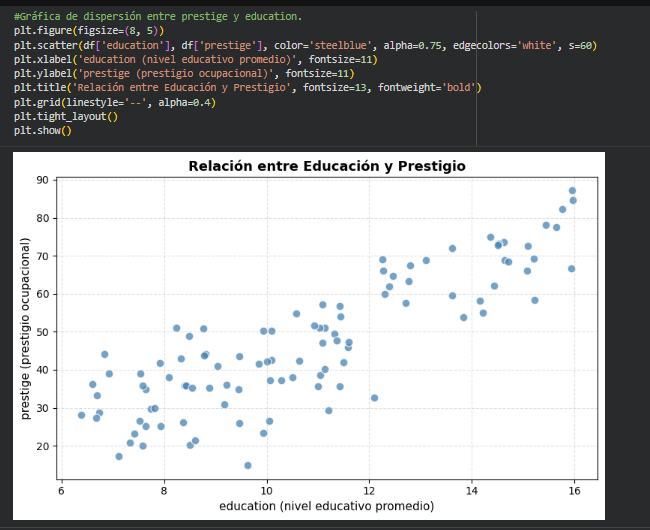 #Gráfica de dispersión entre prestige y education.
plt.figure(figsize=(8, 5))
plt.scatter(df['education'], df['prestige'], color='steelblue', alpha=0.75, edgecolors='white', s=60)
plt.xlabel('education (nivel educativo promedio)', fontsize=11)
plt.ylabel('prestige (prestigio ocupacional)', fontsize=11)
plt.title('Relación entre Educación y Prestigio', fontsize=13, fontweight='bold')
plt.grid(linestyle='--', alpha=0.4)
plt.tight_layout()
plt.show()
Relación entre Educación y Prestigio
prestige (prestigio ocupacional)
90
80
70
60
50
40
30
20
6 8 10 12 14 16
education (nivel educativo promedio)